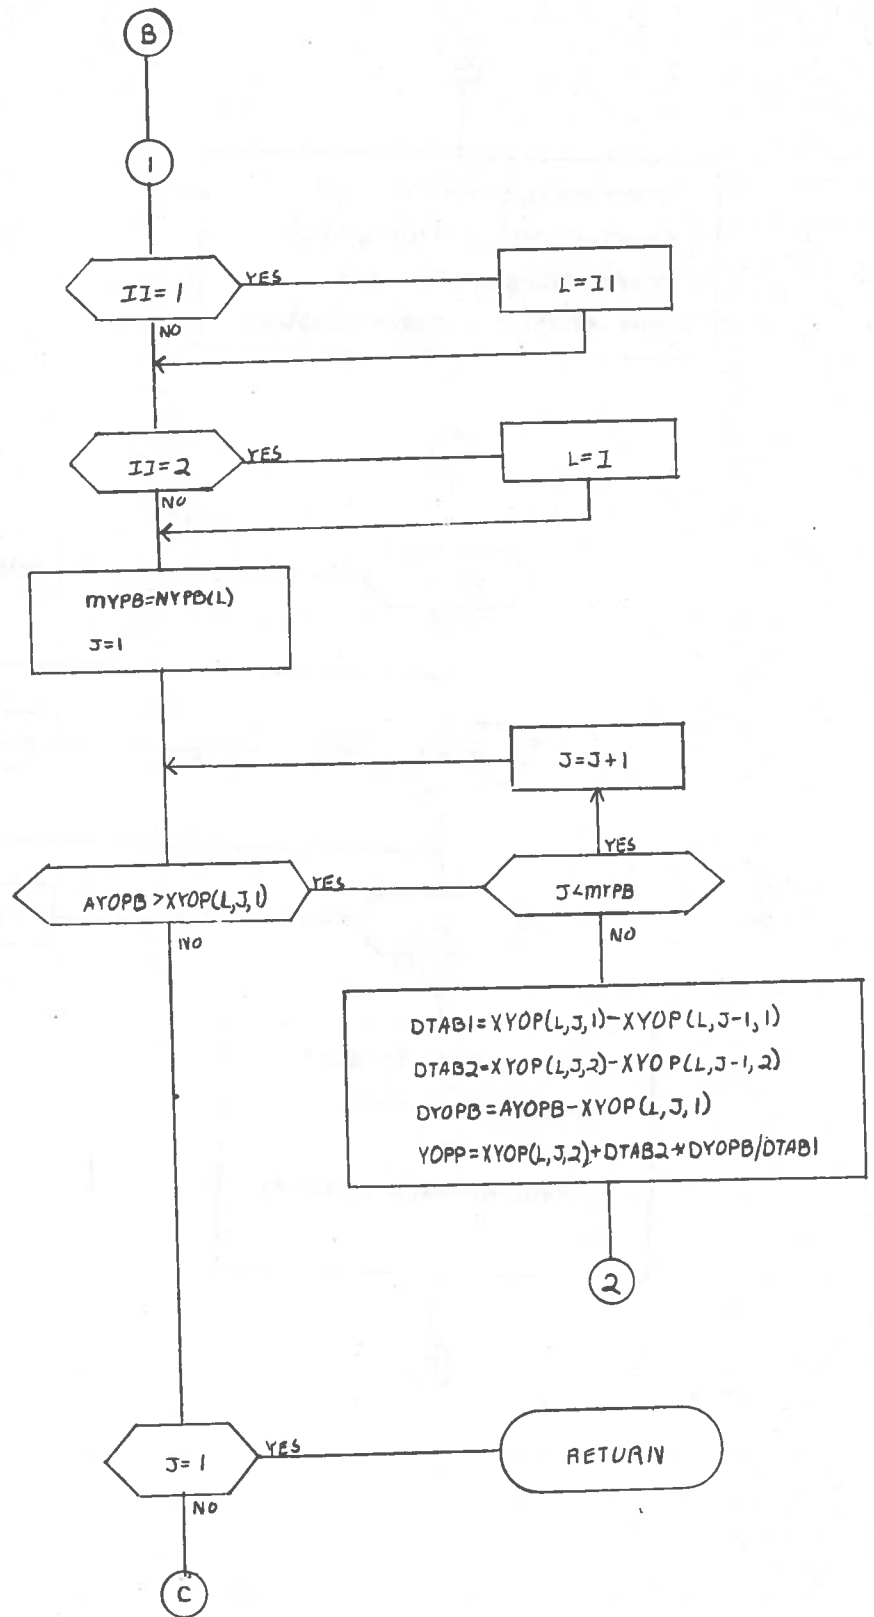 B
1
II=1
YES
L=I1
NO
II=2
YES
L=I
NO
MYPB=NYPB(L)
J=1
J=J+1
YES
AYOPB>XYOP(L,J,1)
YES
J<MYPB
NO
NO
DTAB1=XYOP(L,J,1)-XYOP(L,J-1,1)
DTAB2=XYOP(L,J,2)-XYOP(L,J-1,2)
DYOPB=AYOPB-XYOP(L,J,1)
YOPP=XYOP(L,J,2)+DTAB2*DYOPB/DTAB1
2
J=1
YES
RETURN
NO
C